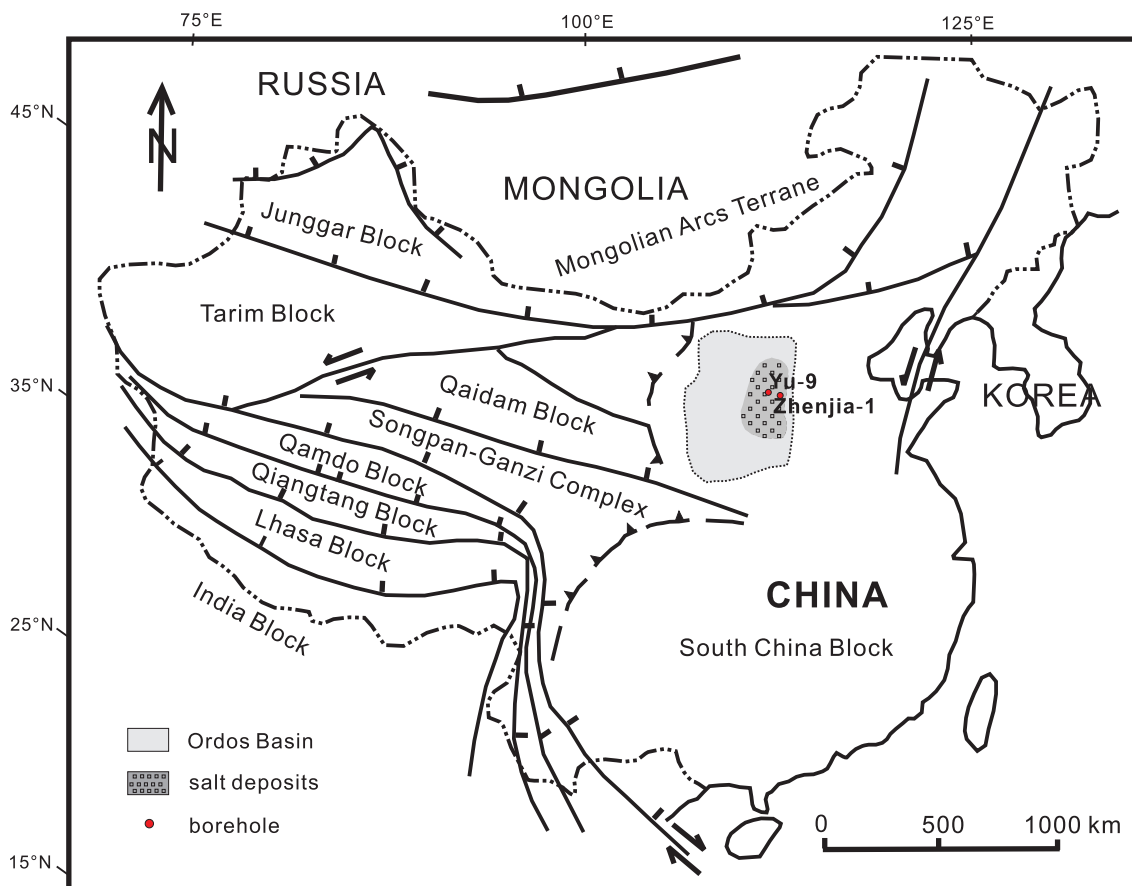 75°E
100°E
125°E
RUSSIA
45°N
N
MONGOLIA
Mongolian Arcs Terrane
Junggar Block
Tarim Block
35°N
Yu-9
Zhenjia-1
KOREA
Qaidam Block
Songpan-Ganzi Complex
Qamdo Block
Qiangtang Block
Lhasa Block
India Block
CHINA
25°N
South China Block
Ordos Basin
salt deposits
borehole
0 500 1000 km
15°N